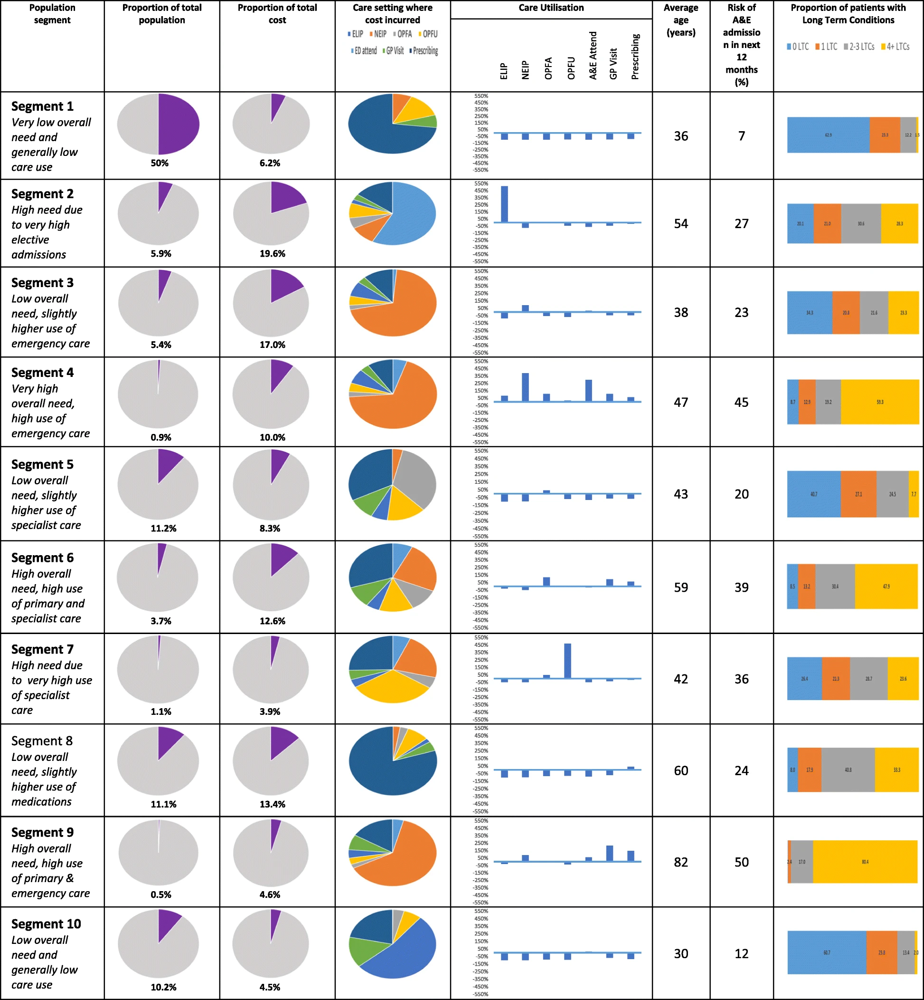 Population
segment
Proportion of total
population
Proportion of total
cost
Care setting where
cost incurred
ELIP NEIP OPFA OPFU
ED attend GP Visit Prescribing
Care Utilisation
ELIP
NEIP
OPFA
OPFU
A&E Attend
GP Visit
Prescribing
Average
age
(years)
Risk of
A&E
admissio
n in next
12
months
(%)
Proportion of patients with
Long Term Conditions
0 LTC 1 LTC 2-3 LTCs 4+ LTCs
Segment 1
Very low overall
need and
generally low
care use
50%
6.2%
550%
450%
350%
250%
150%
50%
-50%
-150%
-250%
-350%
-450%
-550%
36
7
62.9 23.3 12.2 1.5
Segment 2
High need due
to very high
elective
admissions
5.9%
19.6%
550%
450%
350%
250%
150%
50%
-50%
-150%
-250%
-350%
-450%
-550%
54
27
20.1 21.0 30.6 28.3
Segment 3
Low overall
need, slightly
higher use of
emergency care
5.4%
17.0%
550%
450%
350%
250%
150%
50%
-50%
-150%
-250%
-350%
-450%
-550%
38
23
34.3 20.8 21.6 23.3
Segment 4
Very high
overall need,
high use of
emergency care
0.9%
10.0%
550%
450%
350%
250%
150%
50%
-50%
-150%
-250%
-350%
-450%
-550%
47
45
8.7 12.9 19.2 59.3
Segment 5
Low overall
need, slightly
higher use of
specialist care
11.2%
8.3%
550%
450%
350%
250%
150%
50%
-50%
-150%
-250%
-350%
-450%
-550%
43
20
40.7 27.1 24.5 7.7
Segment 6
High overall
need, high use
of primary and
specialist care
3.7%
12.6%
550%
450%
350%
250%
150%
50%
-50%
-150%
-250%
-350%
-450%
-550%
59
39
8.5 13.2 30.4 47.9
Segment 7
High need due
to very high use
of specialist
care
1.1%
3.9%
550%
450%
350%
250%
150%
50%
-50%
-150%
-250%
-350%
-450%
-550%
42
36
26.4 21.3 28.7 23.6
Segment 8
Low overall
need, slightly
higher use of
medications
11.1%
13.4%
550%
450%
350%
250%
150%
50%
-50%
-150%
-250%
-350%
-450%
-550%
60
24
8.0 17.9 40.8 33.3
Segment 9
High overall
need, high use
of primary &
emergency care
0.5%
4.6%
550%
450%
350%
250%
150%
50%
-50%
-150%
-250%
-350%
-450%
-550%
82
50
2.4 17.0 80.4
Segment 10
Low overall
need and
generally low
care use
10.2%
4.5%
550%
450%
350%
250%
150%
50%
-50%
-150%
-250%
-350%
-450%
-550%
30
12
60.7 23.8 13.4 2.0